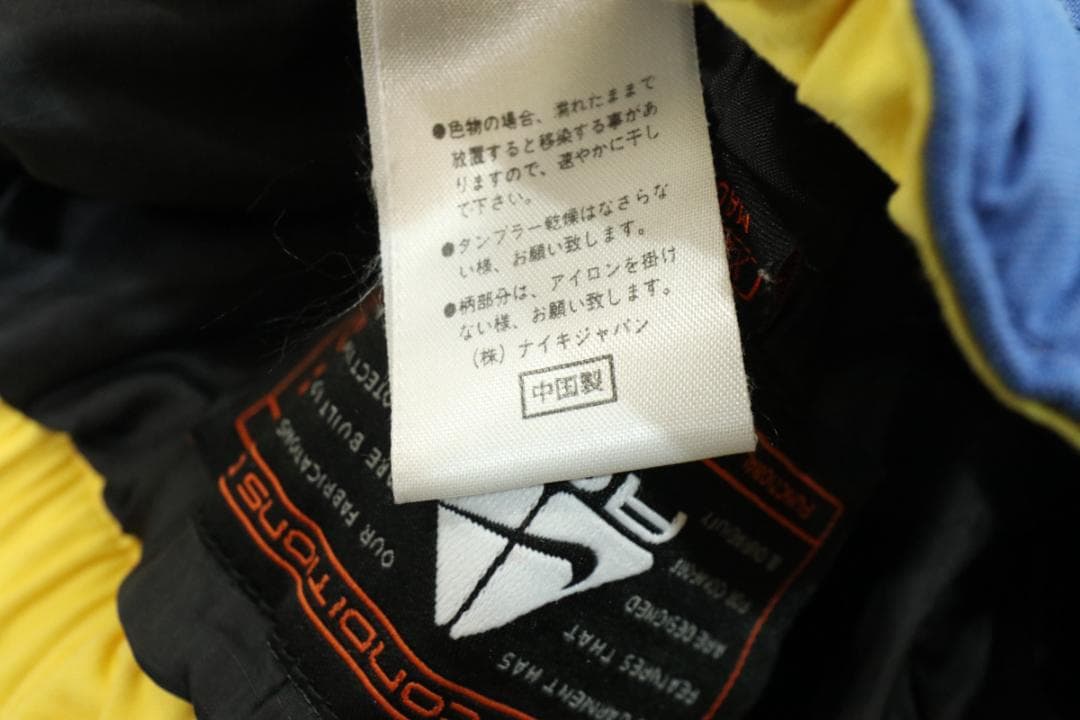 ●色物の場合、濡れたままで
放置すると移染する事があ
りますので、速やかに干し
て下さい。
●タンブラー乾燥はなさらな
い様、お願い致します。
●柄部分は、アイロンを掛け
ない様、お願い致します。
(株) ナイキジャパン
中国製
ARE BUILT
OUR FABRICATIONS
CONDITIONS!
GARMENT HAS
FEATURES THAT
ARE DESIGNED